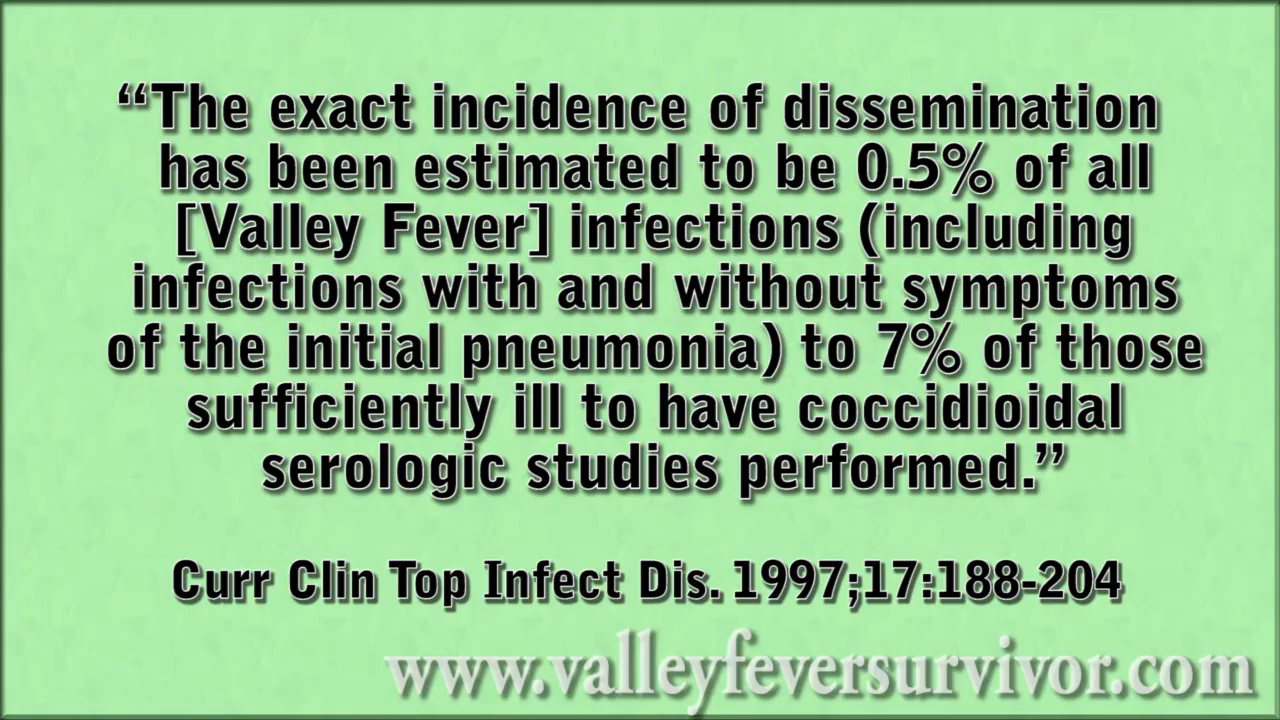 “The exact incidence of dissemination
has been estimated to be 0.5% of all
[Valley Fever] infections (including
infections with and without symptoms
of the initial pneumonia) to 7% of those
sufficiently ill to have coccidioidal
serologic studies performed.”
Curr Clin Top Infect Dis. 1997;17:188-204
www.valleyfeversurvivor.com